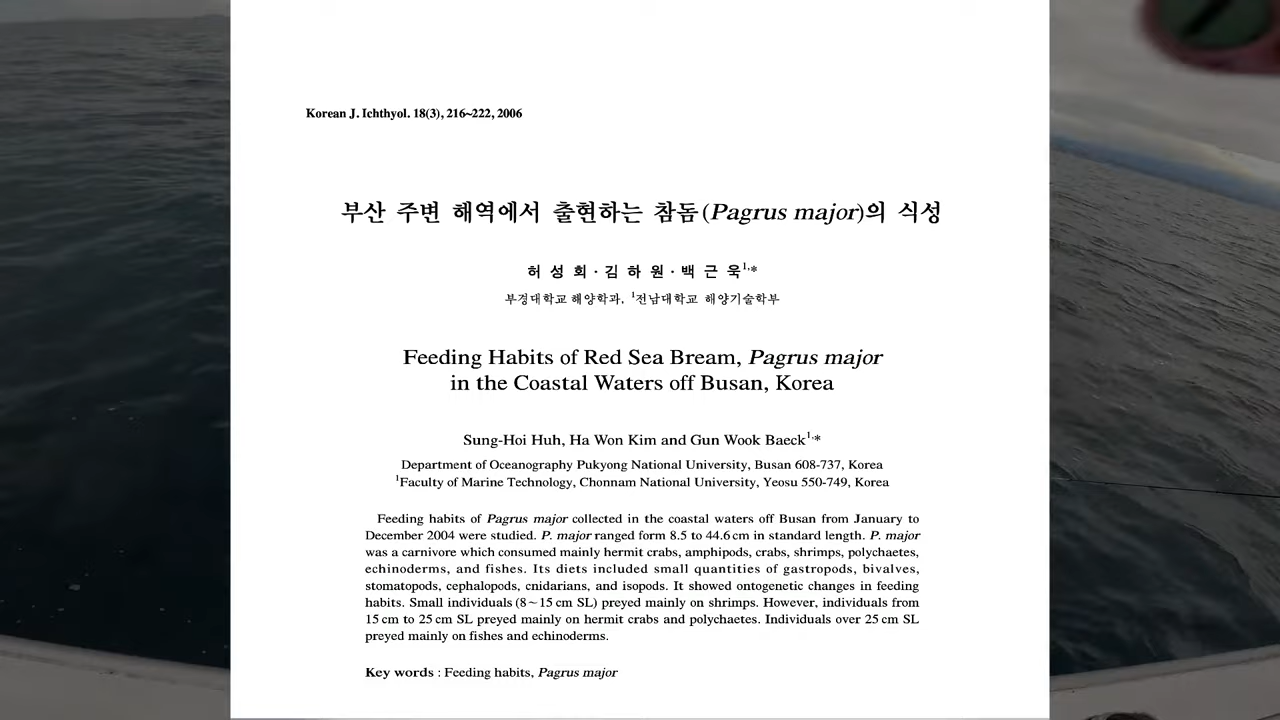 Korean J. Ichthyol. 18(3), 216~222, 2006
부산 주변 해역에서 출현하는 참돔(Pagrus major)의 식성
허 성 회 · 김 하 원 · 백 근 욱1,*
부경대학교 해양학과, 1전남대학교 해양기술학부
Feeding Habits of Red Sea Bream, Pagrus major
in the Coastal Waters off Busan, Korea
Sung-Hoi Huh, Ha Won Kim and Gun Wook Baeck1,*
Department of Oceanography Pukyong National University, Busan 608-737, Korea
1Faculty of Marine Technology, Chonnam National University, Yeosu 550-749, Korea
Feeding habits of Pagrus major collected in the coastal waters off Busan from January to
December 2004 were studied. P. major ranged form 8.5 to 44.6 cm in standard length. P. major
was a carnivore which consumed mainly hermit crabs, amphipods, crabs, shrimps, polychaetes,
echinoderms, and fishes. Its diets included small quantities of gastropods, bivalves,
stomatopods, cephalopods, cnidarians, and isopods. It showed ontogenetic changes in feeding
habits. Small individuals (8~15 cm SL) preyed mainly on shrimps. However, individuals from
15 cm to 25 cm SL preyed mainly on hermit crabs and polychaetes. Individuals over 25 cm SL
preyed mainly on fishes and echinoderms.
Key words : Feeding habits, Pagrus major